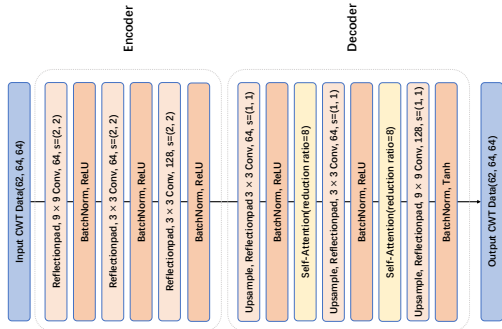 Encoder
Decoder
Input CWT Data(62, 64, 64)
Reflectionpad, 9 × 9 Conv, 64, s=(2, 2)
BatchNorm, ReLU
Reflectionpad, 3 × 3 Conv, 64, s=(2, 2)
BatchNorm, ReLU
Reflectionpad, 3 × 3 Conv, 128, s=(2, 2)
BatchNorm, ReLU
Upsample, Reflectionpad 3 × 3 Conv, 64, s=(1, 1)
BatchNorm, ReLU
Self-Attention(reduction ratio=8)
Upsample, Reflectionpad, 3 × 3 Conv, 64, s=(1, 1)
BatchNorm, ReLU
Self-Attention(reduction ratio=8)
Upsample, Reflectionpad, 9 × 9 Conv, 128, s=(1, 1)
BatchNorm, Tanh
Output CWT Data(62, 64, 64)